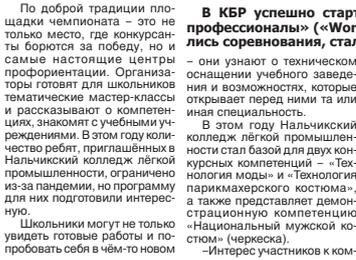 По доброй традиции пло-
щадки чемпионата – это не
только место, где конкурсан-
ты борются за победу, но и
самые настоящие центры
профориентации. Организа-
торы готовят для школьников
тематические мастер-классы
и рассказывают о компетен-
циях, знакомят с учебными уч-
реждениями. В этом году коли-
чество ребят, приглашённых в
Нальчикский колледж лёгкой
промышленности, ограничено
из-за пандемии, но программу
для них подготовили интерес-
ную.
Школьники могут не только
увидеть готовые работы и по-
пробовать себя в чём-то новом
В КБР успешно старт
профессионалы» («Wor
лись соревнования, стал
– они узнают о техническом
оснащении учебного заведе-
ния и возможностях, которые
открывает перед ними та или
иная специальность.
В этом году Нальчикский
колледж лёгкой промышлен-
ности стал базой для двух кон-
курсных компетенций – «Тех-
нология моды» и «Технология
парикмахерского костюма»,
а также представляет демон-
страционную компетенцию
«Национальный мужской ко-
стюм» (черкеска).
–Интерес участников к ком-